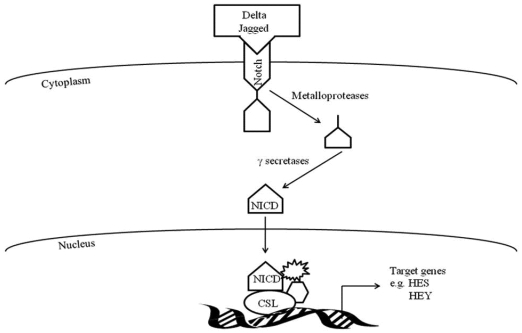 Delta
Jagged
Notch
Cytoplasm
Metalloproteases
γ secretases
NICD
Nucleus
NICD
CSL
Target genes
e.g. HES
HEY